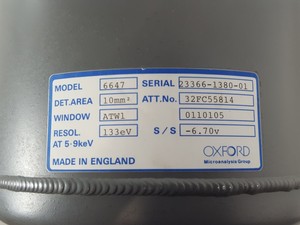 MODEL 6647 SERIAL 23366-1380-01
DET.AREA 10mm² ATT.No. 32FC55814
WINDOW ATW1 0110105
RESOL. 133eV S/S -6.70v
AT 5·9keV
MADE IN ENGLAND
OXFORD
Microanalysis Group